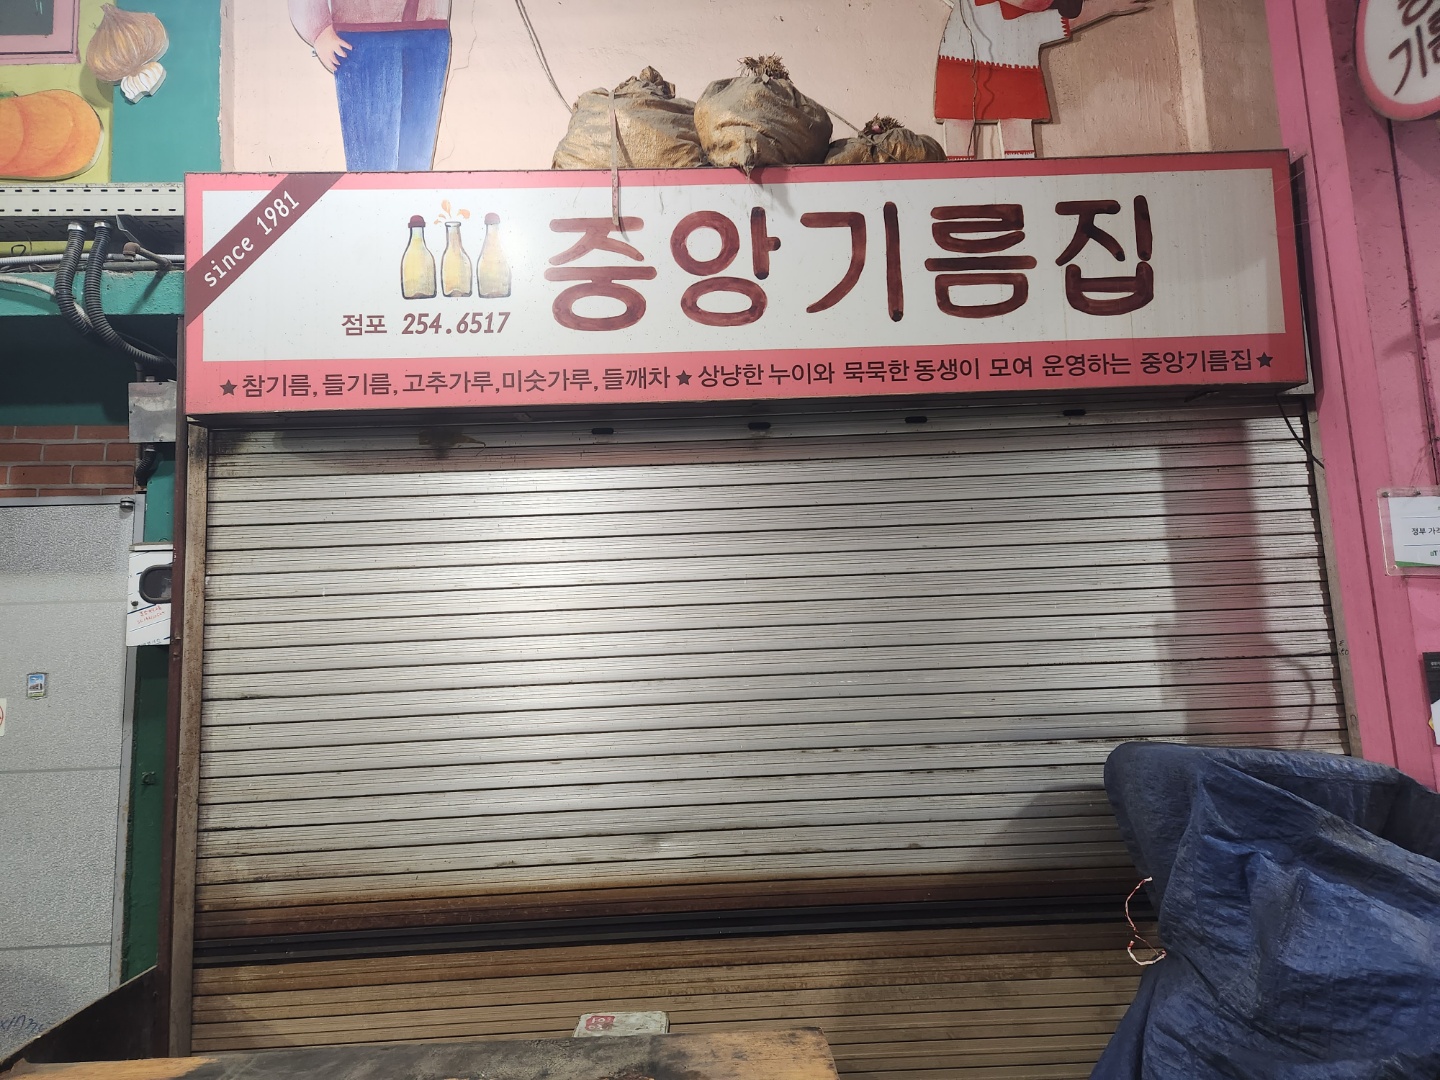 since 1981
중앙기름집
점포 254.6517
★참기름, 들기름, 고추가루,미숫가루,들깨차★상냥한누이와 묵묵한동생이 모여 운영하는 중앙기름집★
정부